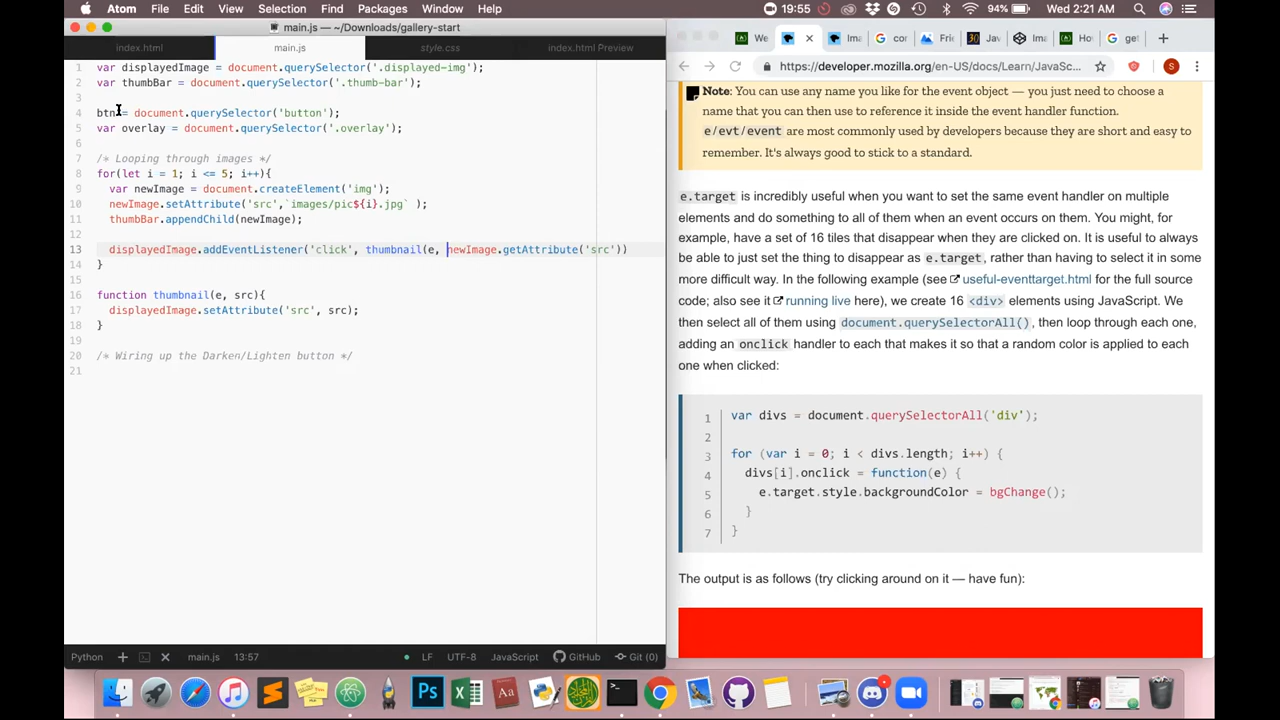 Atom File Edit View Selection Find Packages Window Help
19:55 94% Wed 2:21 AM
main.js — ~/Downloads/gallery-start
index.html main.js style.css index.html Preview
1 var displayedImage = document.querySelector('.displayed-img');
2 var thumbBar = document.querySelector('.thumb-bar');
3
4 btn = document.querySelector('button');
5 var overlay = document.querySelector('.overlay');
6
7 /* Looping through images */
8 for(let i = 1; i <= 5; i++){
9 var newImage = document.createElement('img');
10 newImage.setAttribute('src',`images/pic${i}.jpg` );
11 thumbBar.appendChild(newImage);
12
13 displayedImage.addEventListener('click', thumbnail(e, newImage.getAttribute('src'))
14 }
15
16 function thumbnail(e, src){
17 displayedImage.setAttribute('src', src);
18 }
19
20 /* Wiring up the Darken/Lighten button */
21
Python main.js 13:57 LF UTF-8 JavaScript GitHub Git (0)
We Ima cor Frie Jav Ima Ho get
https://developer.mozilla.org/en-US/docs/Learn/JavaSc... S
Note: You can use any name you like for the event object — you just need to choose a
name that you can then use to reference it inside the event handler function.
e/evt/event are most commonly used by developers because they are short and easy to
remember. It's always good to stick to a standard.
e.target is incredibly useful when you want to set the same event handler on multiple
elements and do something to all of them when an event occurs on them. You might, for
example, have a set of 16 tiles that disappear when they are clicked on. It is useful to always
be able to just set the thing to disappear as e.target, rather than having to select it in some
more difficult way. In the following example (see useful-eventtarget.html for the full source
code; also see it running live here), we create 16 <div> elements using JavaScript. We
then select all of them using document.querySelectorAll(), then loop through each one,
adding an onclick handler to each that makes it so that a random color is applied to each
one when clicked:
1 var divs = document.querySelectorAll('div');
2
3 for (var i = 0; i < divs.length; i++) {
4 divs[i].onclick = function(e) {
5 e.target.style.backgroundColor = bgChange();
6 }
7 }
The output is as follows (try clicking around on it — have fun):
Ps Aa